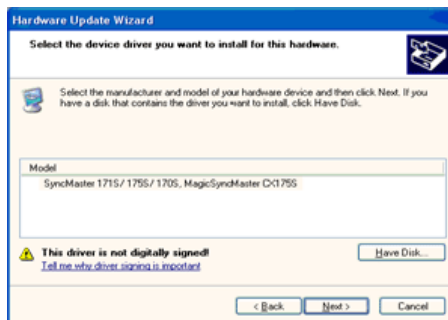 Hardware Update Wizard
Select the device driver you want to install for this hardware.
Select the manufacturer and model of your hardware device and then click Next. If you
have a disk that contains the driver you want to install, click Have Disk.
Model
SyncMaster 171S/ 175S/ 170S, MagicSyncMaster CX175S
This driver is not digitally signed!
Have Disk...
Tell me why driver signing is important
< Back
Next >
Cancel